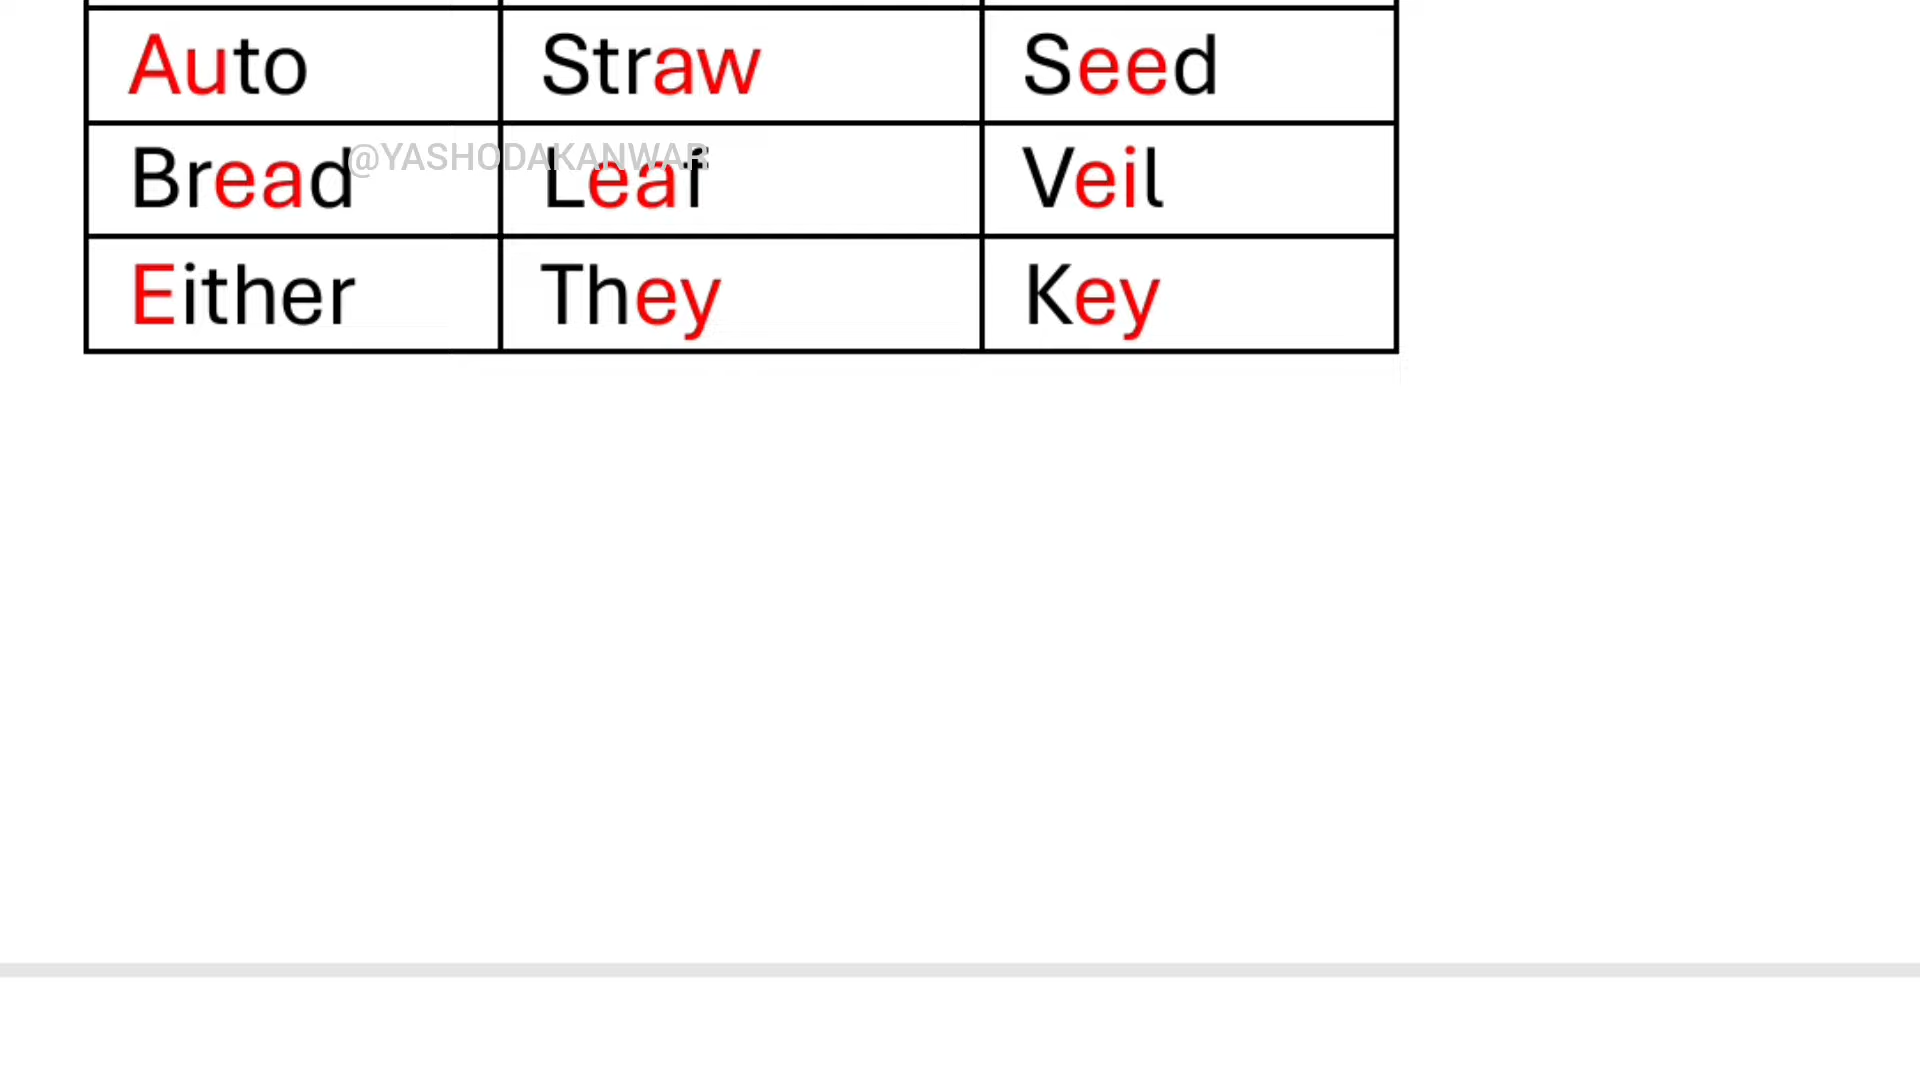 Auto Straw Seed
Bread Leaf Veil
@YASHODAKANWAR
Either They Key